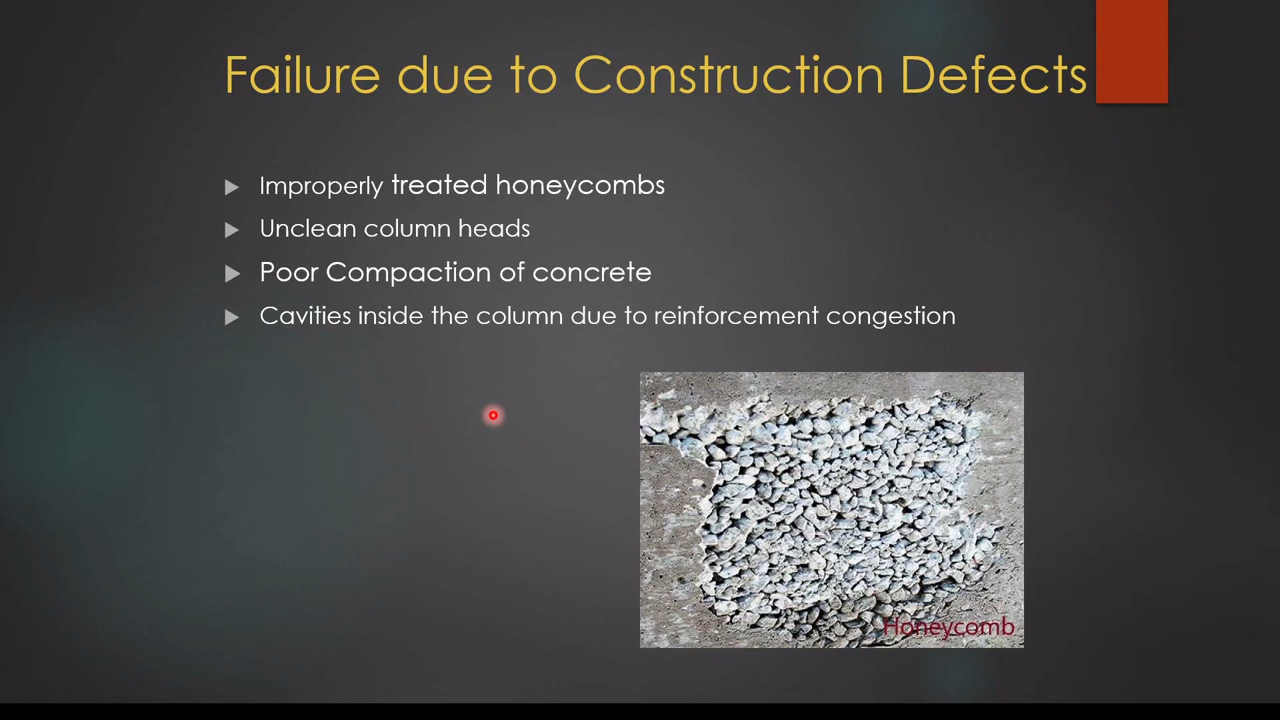 Failure due to Construction Defects
Improperly treated honeycombs
Unclean column heads
Poor Compaction of concrete
Cavities inside the column due to reinforcement congestion
Honeycomb